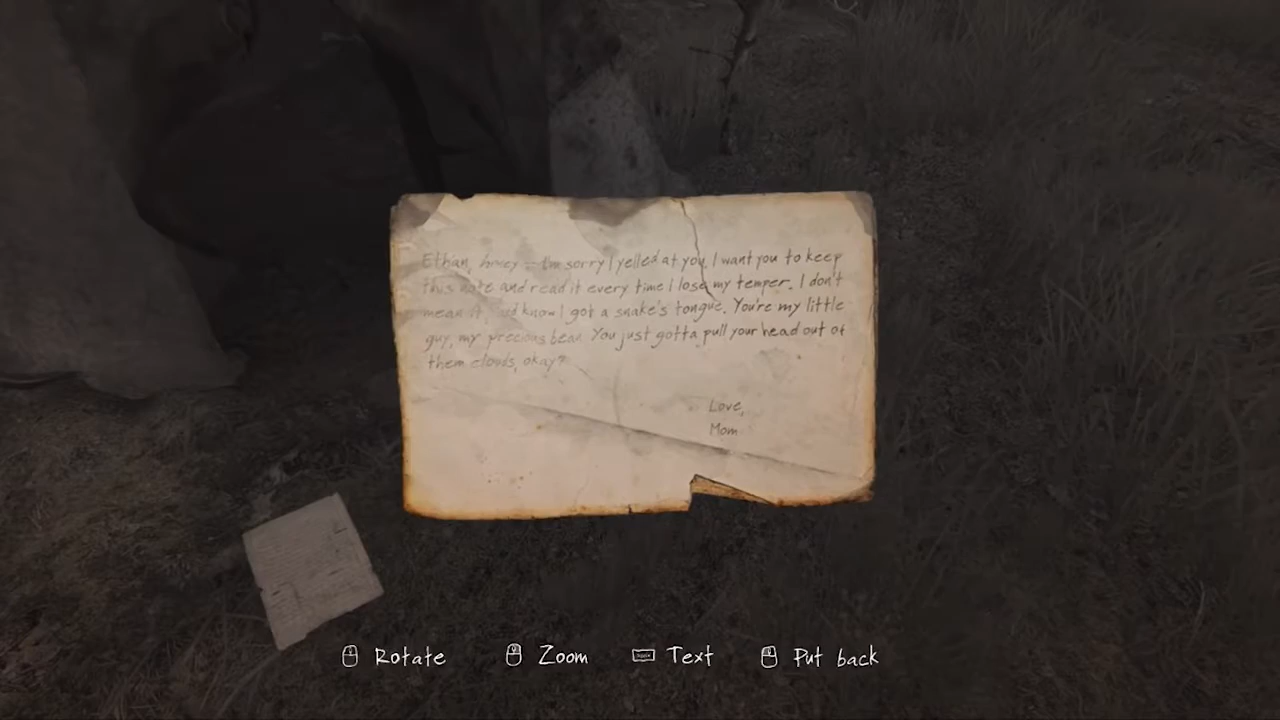 Ethan, honey – I'm sorry I yelled at you. I want you to keep
this note and read it every time I lose my temper. I don't
mean it, and know I got a snake's tongue. You're my little
guy, my precious bean. You just gotta pull your head out of
them clouds, okay?
Love,
Mom
Rotate
Zoom
Text
Put back